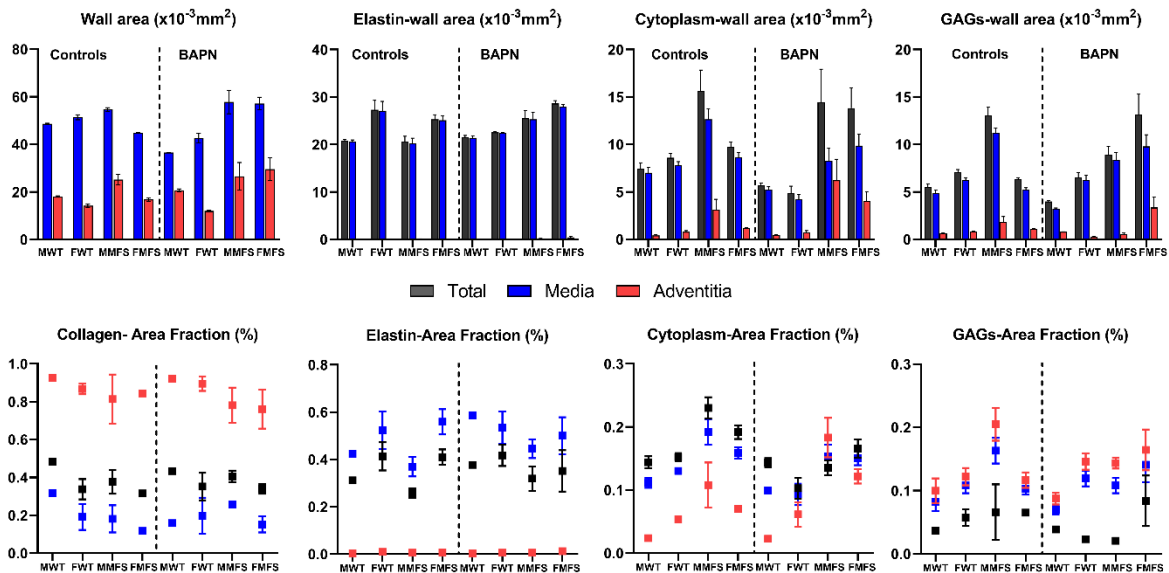 Wall area (x10⁻³mm²)
Elastin-wall area (x10⁻³mm²)
Cytoplasm-wall area (x10⁻³mm²)
GAGs-wall area (x10⁻³mm²)
80 60 40 20 0
Controls BAPN
MWT FWT MMFS FMFS MWT FWT MMFS FMFS
40 30 20 10 0
Controls BAPN
MWT FWT MMFS FMFS MWT FWT MMFS FMFS
20 15 10 5 0
Controls BAPN
MWT FWT MMFS FMFS MWT FWT MMFS FMFS
20 15 10 5 0
Controls BAPN
MWT FWT MMFS FMFS MWT FWT MMFS FMFS
Total Media Adventitia
Collagen- Area Fraction (%)
Elastin-Area Fraction (%)
Cytoplasm-Area Fraction (%)
GAGs-Area Fraction (%)
1.0 0.8 0.6 0.4 0.2 0.0
MWT FWT MMFS FMFS MWT FWT MMFS FMFS
0.8 0.6 0.4 0.2 0.0
MWT FWT MMFS FMFS MWT FWT MMFS FMFS
0.3 0.2 0.1 0.0
MWT FWT MMFS FMFS MWT FWT MMFS FMFS
0.3 0.2 0.1 0.0
MWT FWT MMFS FMFS MWT FWT MMFS FMFS